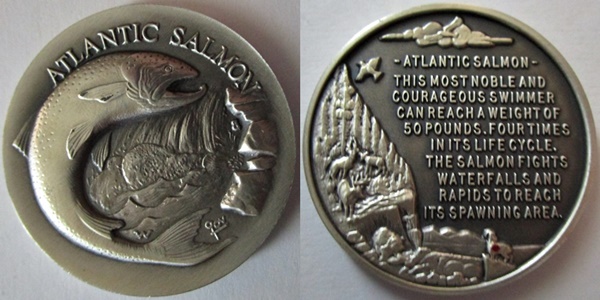 ATLANTIC SALMON
-ATLANTIC SALMON-
THIS MOST NOBLE AND
COURAGEOUS SWIMMER
CAN REACH A WEIGHT OF
50 POUNDS. FOUR TIMES
IN ITS LIFE CYCLE.
THE SALMON FIGHTS
WATERFALLS AND
RAPIDS TO REACH
ITS SPAWNING AREA.